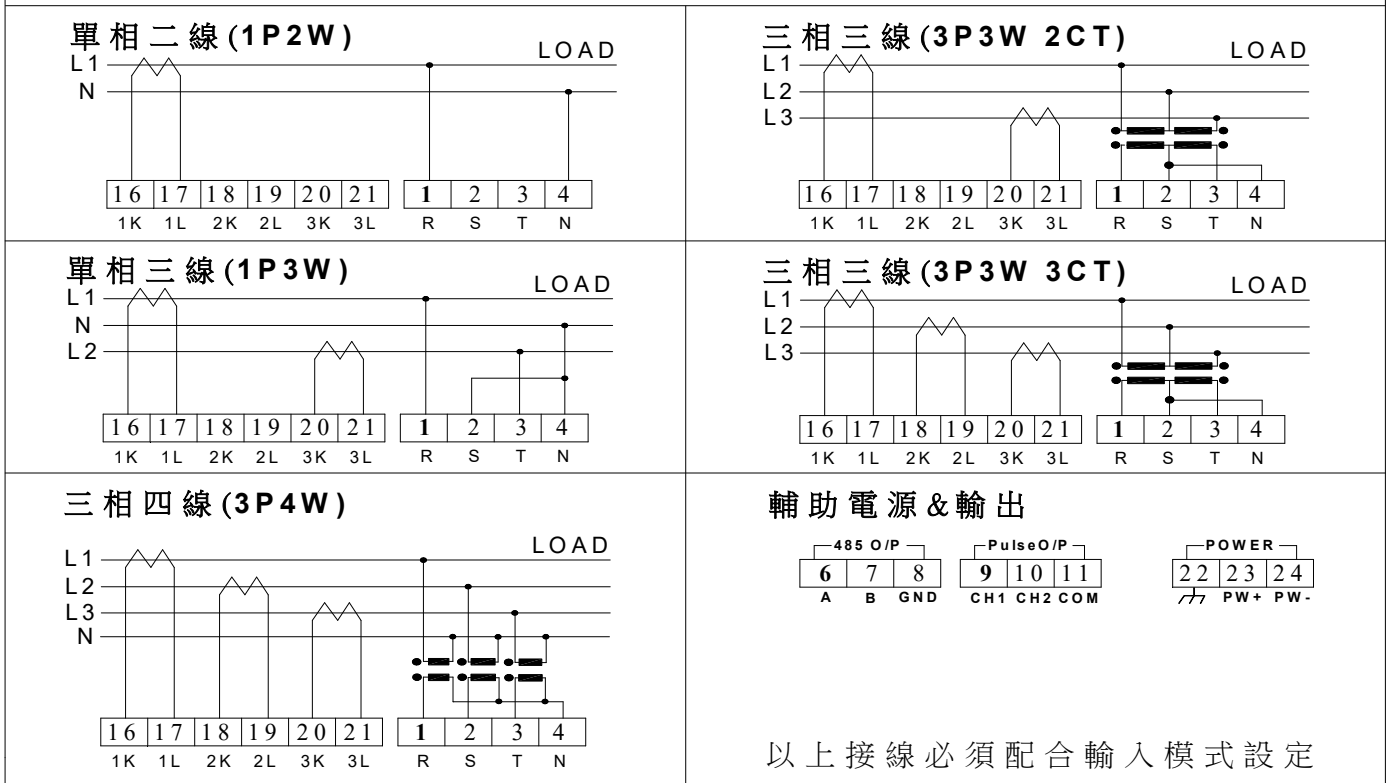 單相二線(1P2W)
LOAD
L1
N
16 17 18 19 20 21 1 2 3 4
1K 1L 2K 2L 3K 3L R S T N
三相三線(3P3W 2CT)
LOAD
L1
L2
L3
16 17 18 19 20 21 1 2 3 4
1K 1L 2K 2L 3K 3L R S T N
單相三線(1P3W)
LOAD
L1
N
L2
16 17 18 19 20 21 1 2 3 4
1K 1L 2K 2L 3K 3L R S T N
三相三線(3P3W 3CT)
LOAD
L1
L2
L3
16 17 18 19 20 21 1 2 3 4
1K 1L 2K 2L 3K 3L R S T N
三相四線(3P4W)
LOAD
L1
L2
L3
N
16 17 18 19 20 21 1 2 3 4
1K 1L 2K 2L 3K 3L R S T N
輔助電源&輸出
485 O/P PulseO/P POWER
6 7 8 9 10 11 22 23 24
A B GND CH1 CH2 COM PW+ PW-
以上接線必須配合輸入模式設定